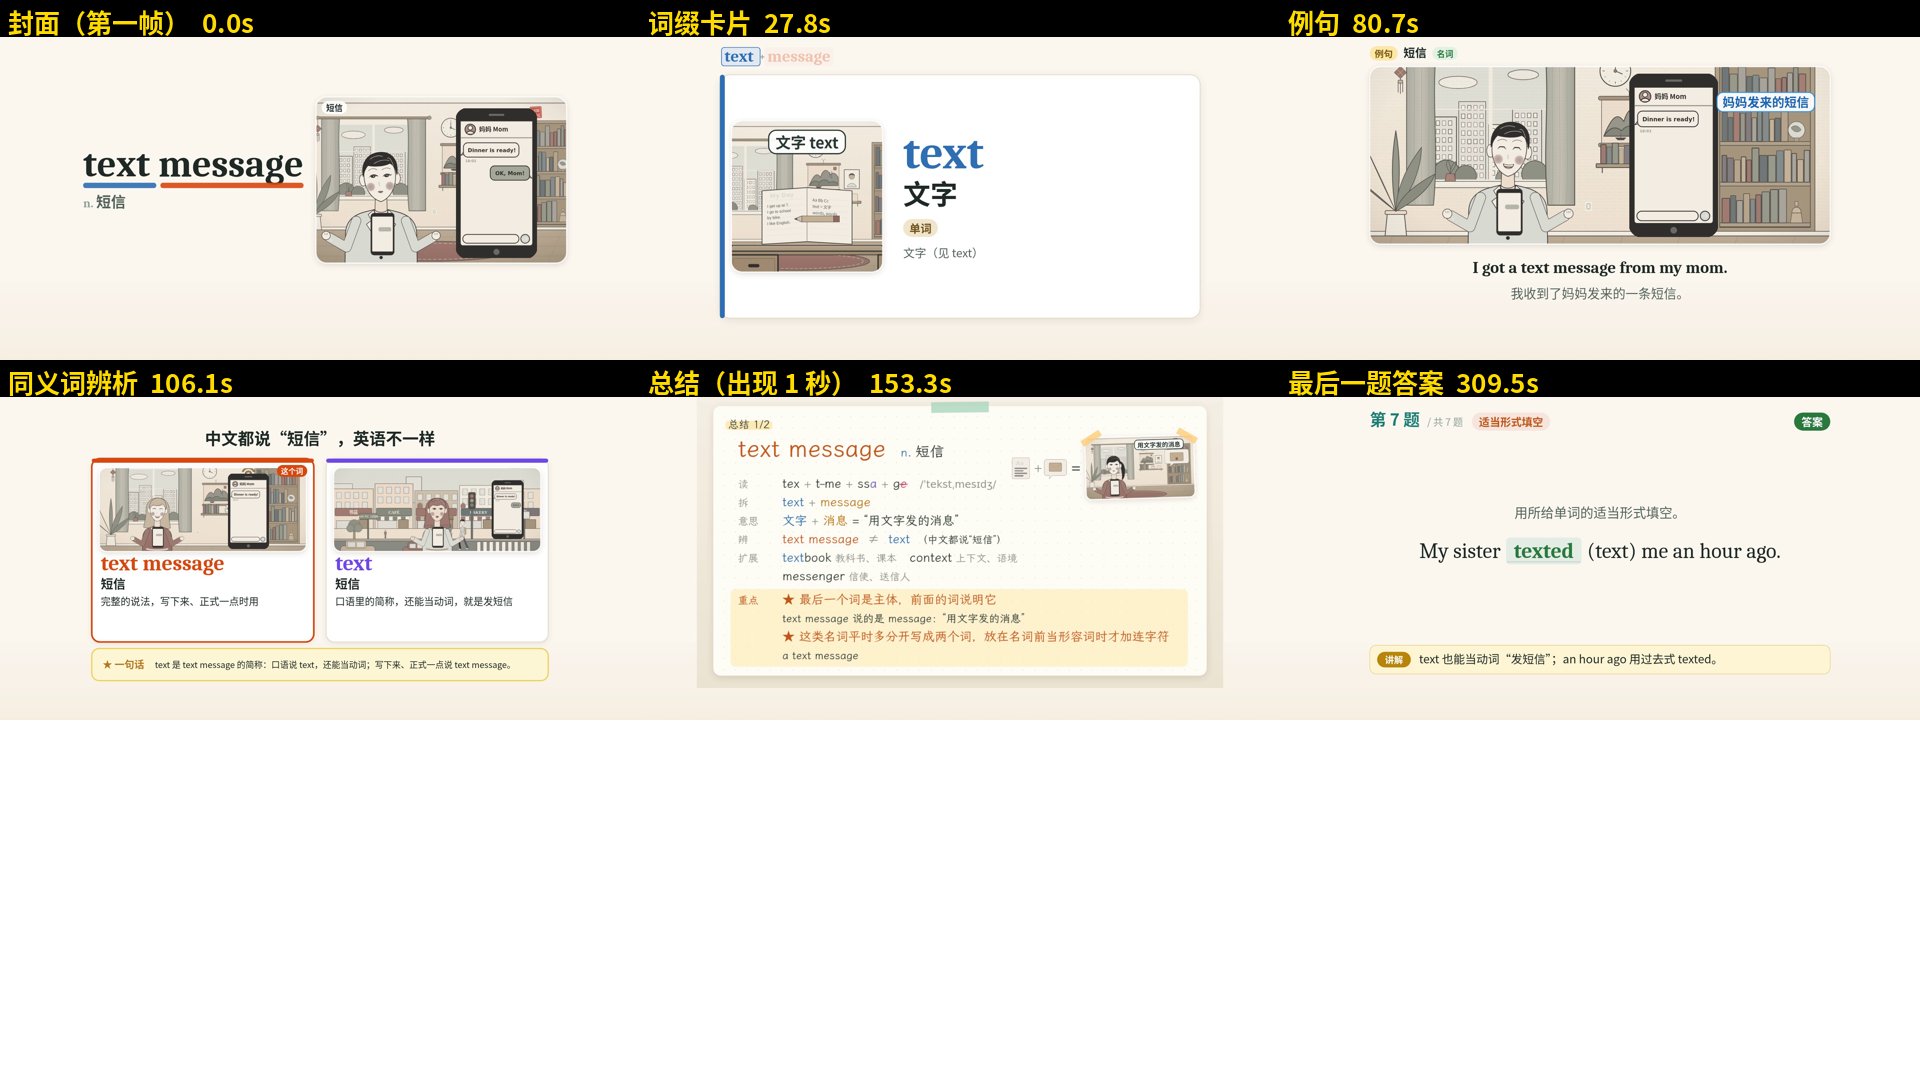 封面（第一帧） 0.0s
短信
妈妈 Mom
Dinner is ready!
OK, Mom!
text message
n. 短信
词缀卡片 27.8s
text + message
文字 text
text
文字
单词
文字（见 text）
例句 80.7s
例句 短信 名词
妈妈 Mom
妈妈发来的短信
Dinner is ready!
I got a text message from my mom.
我收到了妈妈发来的一条短信。
同义词辨析 106.1s
中文都说“短信”，英语不一样
这个词
妈妈 Mom
Dinner is ready!
text message
短信
完整的说法，写下来、正式一点时用
text
短信
口语里的简称，还能当动词，就是发短信
★ 一句话 text 是 text message 的简称：口语说 text，还能当动词；写下来、正式一点说 text message。
总结（出现 1 秒） 153.3s
总结 1/2
text message n. 短信
用文字发的消息
读 tex + t-me + ssa + ge /ˈtekstˌmesɪdʒ/
拆 text + message
意思 文字 + 消息 = “用文字发的消息”
辨 text message ≠ text （中文都说“短信”）
扩展 textbook 教科书、课本 context 上下文、语境
messenger 信使、送信人
重点 ★ 最后一个词是主体，前面的词说明它
text message 说的是 message：“用文字发的消息”
★ 这类名词平时多分开写成两个词，放在名词前当形容词时才加连字符
a text message
最后一题答案 309.5s
第 7 题 / 共 7 题 适当形式填空 答案
用所给单词的适当形式填空。
My sister texted (text) me an hour ago.
讲解 text 也能当动词“发短信”；an hour ago 用过去式 texted。